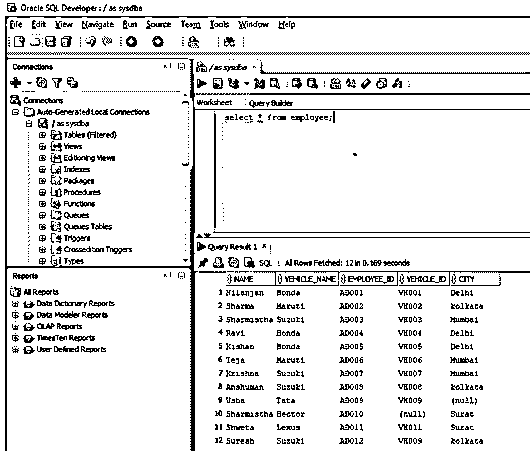 Oracle SQL Developer : / as sysdba
File Edit View Navigate Run Source Team Tools Window Help
Connections
/ as sysdba
Worksheet Query Builder
Connections
Auto-Generated Local Connections
/ as sysdba
Tables (Filtered)
Views
Editioning Views
Indexes
Packages
Procedures
Functions
Queues
Queues Tables
Triggers
Crossedition Triggers
Types
select * from employee;
Reports
All Reports
Data Dictionary Reports
Data Modeler Reports
OLAP Reports
TimesTen Reports
User Defined Reports
Query Result 1
SQL | All Rows Fetched: 12 in 0.169 seconds
NAME VEHICLE_NAME EMPLOYEE_ID VEHICLE_ID CITY
1 Nilanjan Honda AD001 VH001 Delhi
2 Sharma Maruti AD002 VH002 kolkata
3 Sharmistha Suzuki AD003 VH003 Mumbai
4 Ravi Honda AD004 VH004 Delhi
5 Kishan Honda AD005 VH005 Delhi
6 Teja Maruti AD006 VH006 Mumbai
7 Krishna Suzuki AD007 VH007 Mumbai
8 Anshuman Suzuki AD008 VH008 kolkata
9 Usha Tata AD009 VH009 (null)
10 Sharmistha Hector AD010 (null) Surat
11 Shweta Lexus AD011 VH011 Surat
12 Suresh Suzuki AD012 VH009 kolkata